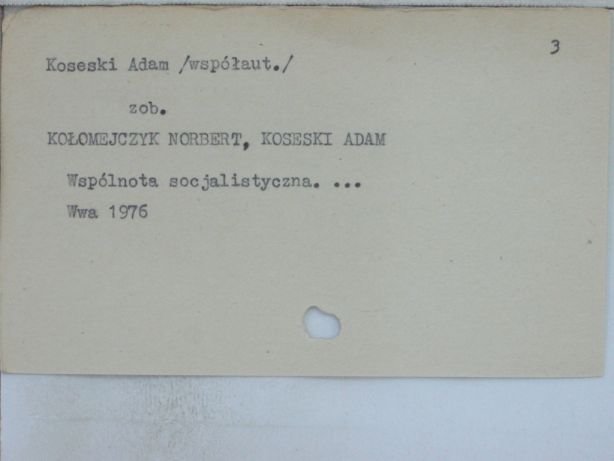 3
Koseski Adam /współaut./
zob.
KOŁOMEJCZYK NORBERT, KOSESKI ADAM
Wspólnota socjalistyczna. ...
Wwa 1976